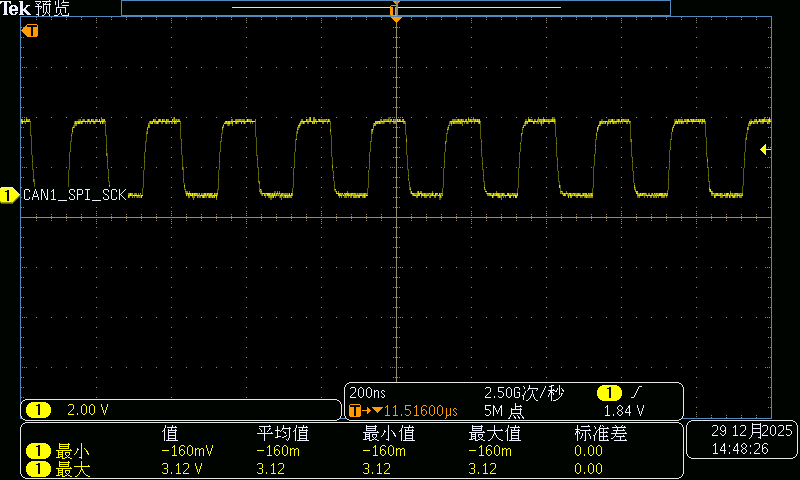 Tek 预览
T
T
1
CAN1_SPI_SCK
1 2.00 V
200ns 2.50G次/秒 1
T 11.51600µs 5M 点 1.84 V
值 平均值 最小值 最大值 标准差
1 最小 -160mV -160m -160m -160m 0.00
1 最大 3.12 V 3.12 3.12 3.12 0.00
29 12月2025
14:48:26